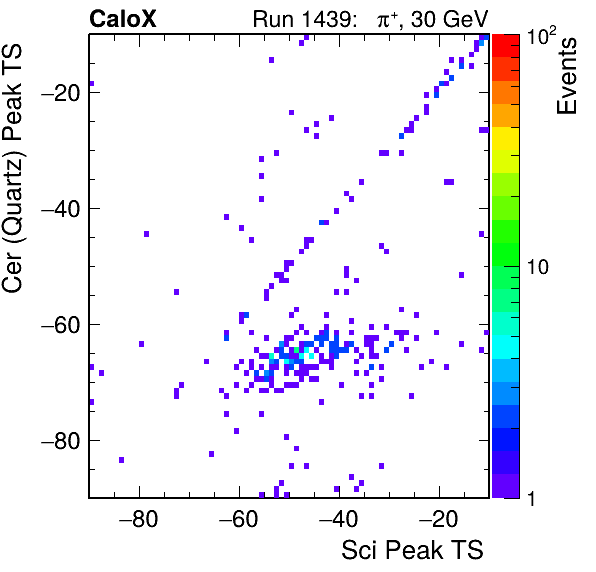 CaloX Run 1439: π⁺, 30 GeV
Cer (Quartz) Peak TS
−20
−40
−60
−80
−80 −60 −40 −20
Sci Peak TS
10²
10
1
Events